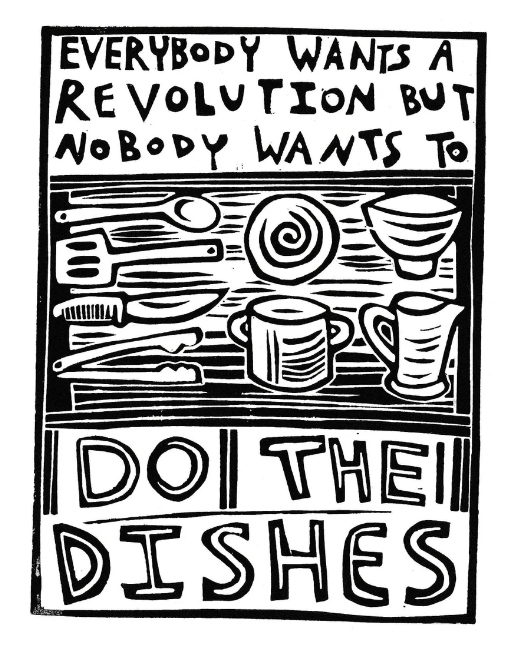 EVERYBODY WANTS A
REVOLUTION BUT
NOBODY WANTS TO
DO THE
DISHES